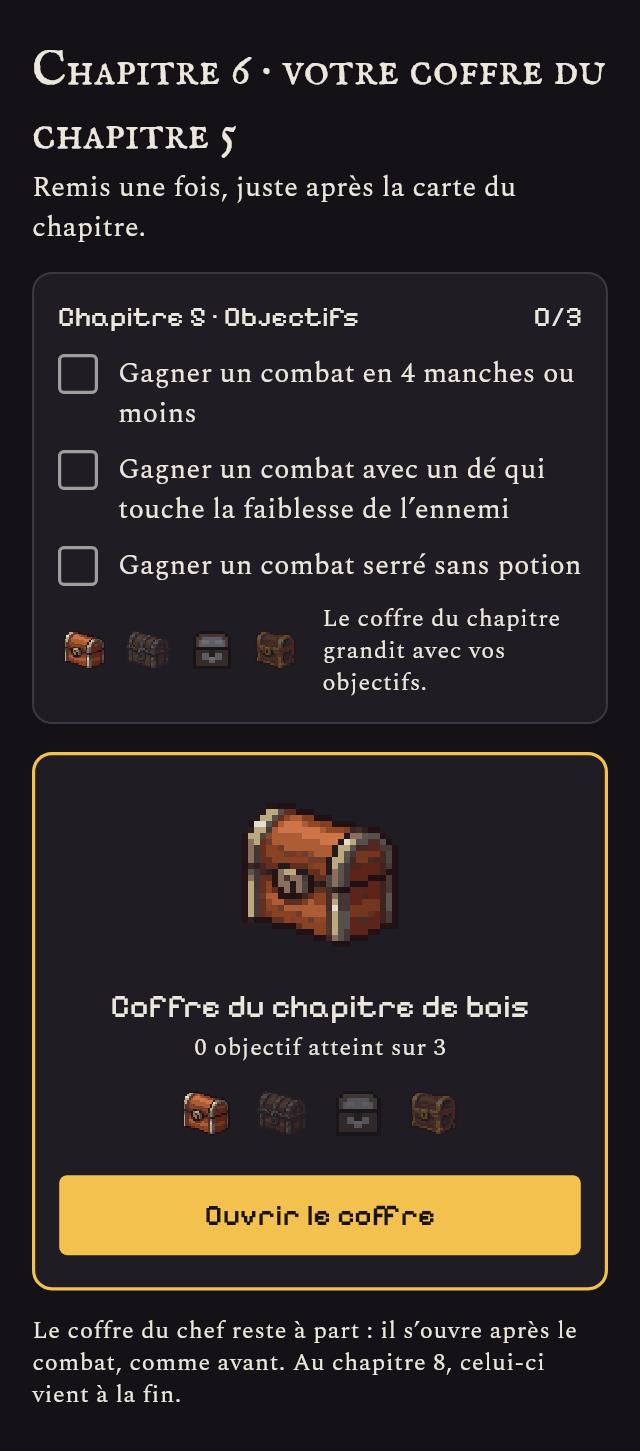 Chapitre 6 · votre coffre du
chapitre 5
Remis une fois, juste après la carte du
chapitre.
Chapitre 5 · Objectifs 0/3
Gagner un combat en 4 manches ou
moins
Gagner un combat avec un dé qui
touche la faiblesse de l’ennemi
Gagner un combat serré sans potion
Le coffre du chapitre
grandit avec vos
objectifs.
Coffre du chapitre de bois
0 objectif atteint sur 3
Ouvrir le coffre
Le coffre du chef reste à part : il s’ouvre après le
combat, comme avant. Au chapitre 8, celui-ci
vient à la fin.